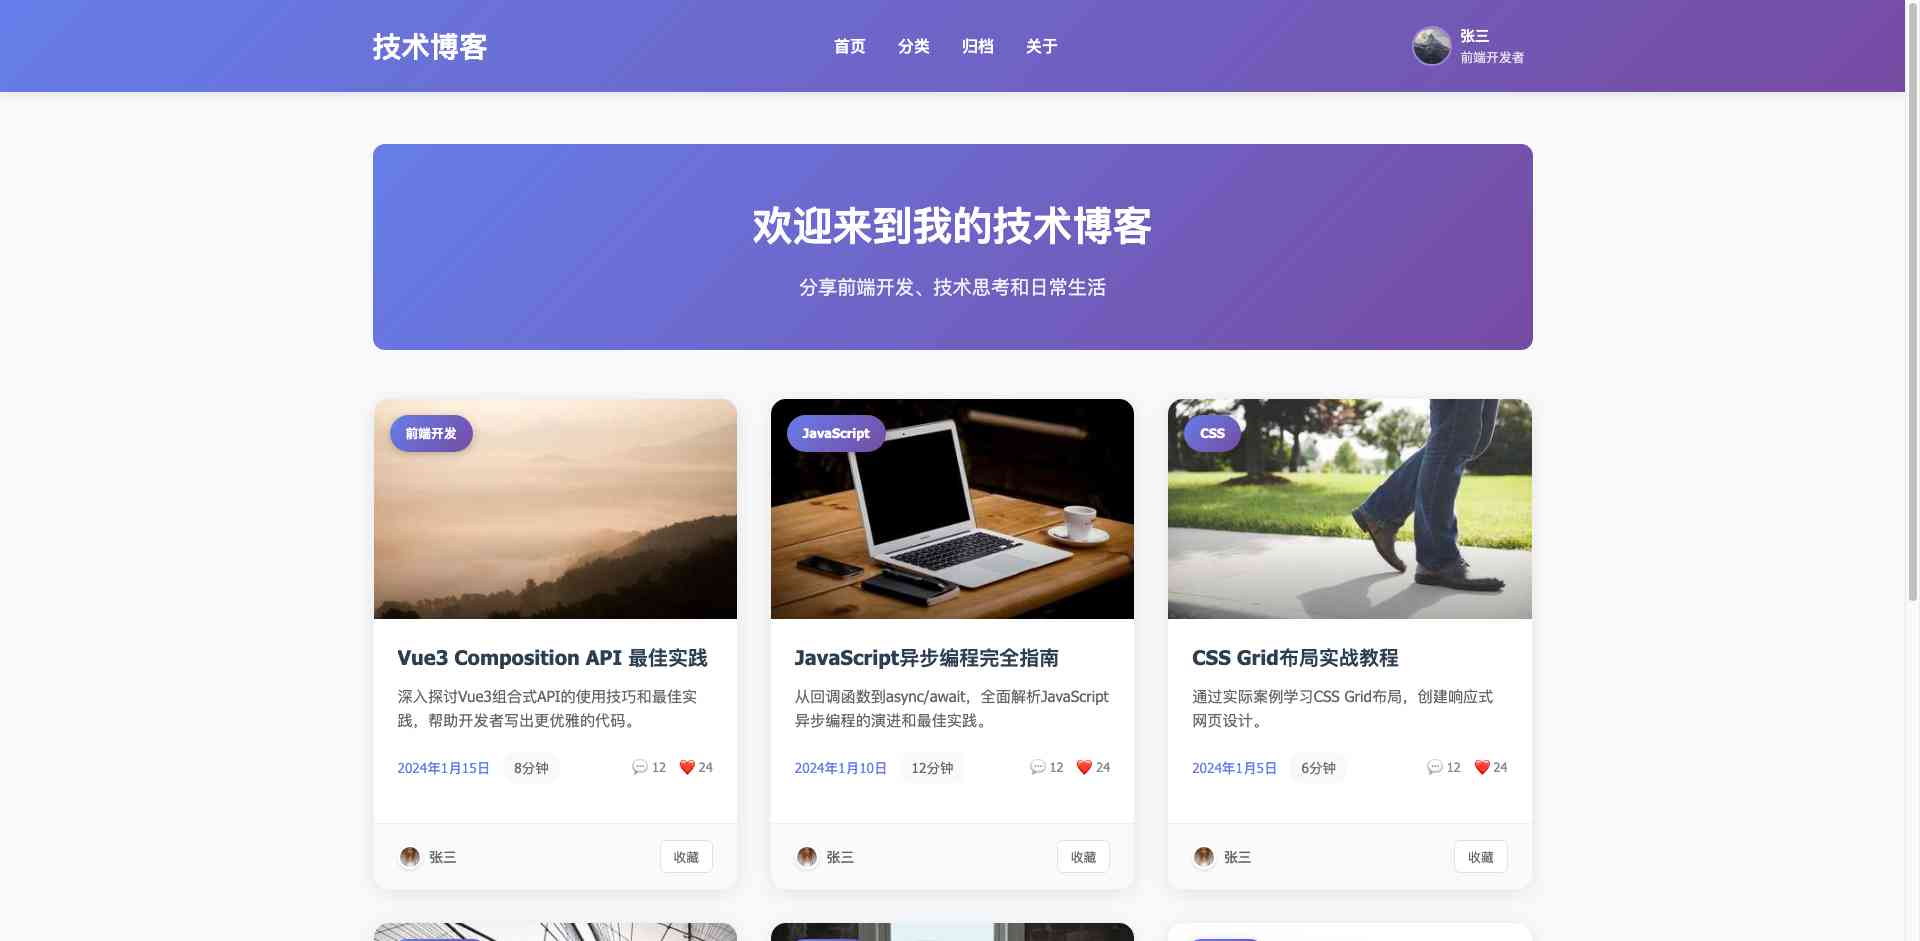 技术博客
首页
分类
归档
关于
张三
前端开发者
欢迎来到我的技术博客
分享前端开发、技术思考和日常生活
前端开发
Vue3 Composition API 最佳实践
深入探讨Vue3组合式API的使用技巧和最佳实
践，帮助开发者写出更优雅的代码。
2024年1月15日
8分钟
💬 12
❤️ 24
张三
收藏
JavaScript
JavaScript异步编程完全指南
从回调函数到async/await，全面解析JavaScript
异步编程的演进和最佳实践。
2024年1月10日
12分钟
💬 12
❤️ 24
张三
收藏
CSS
CSS Grid布局实战教程
通过实际案例学习CSS Grid布局，创建响应式
网页设计。
2024年1月5日
6分钟
💬 12
❤️ 24
张三
收藏